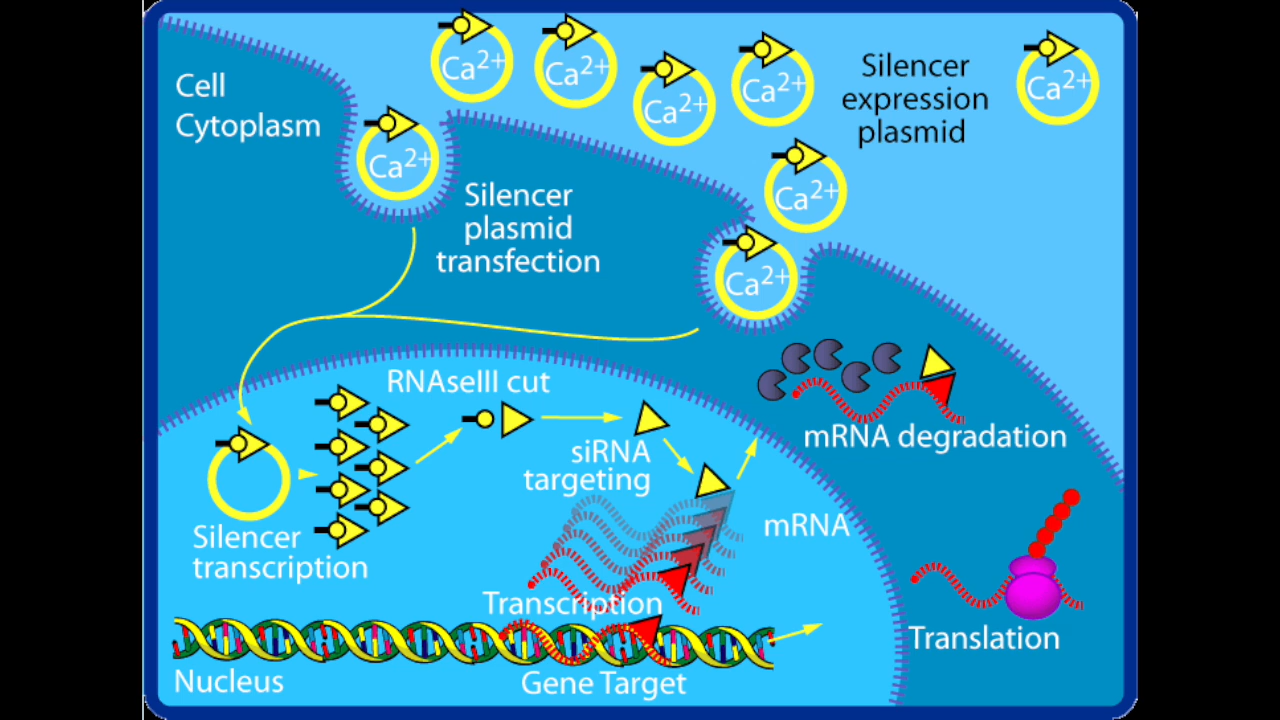 Ca2+
Ca2+
Ca2+
Ca2+
Ca2+
Silencer
expression
plasmid
Cell
Cytoplasm
Ca2+
Ca2+
Silencer
plasmid
transfection
Ca2+
RNAseIII cut
mRNA degradation
siRNA
targeting
mRNA
Silencer
transcription
Transcription
Translation
Nucleus
Gene Target